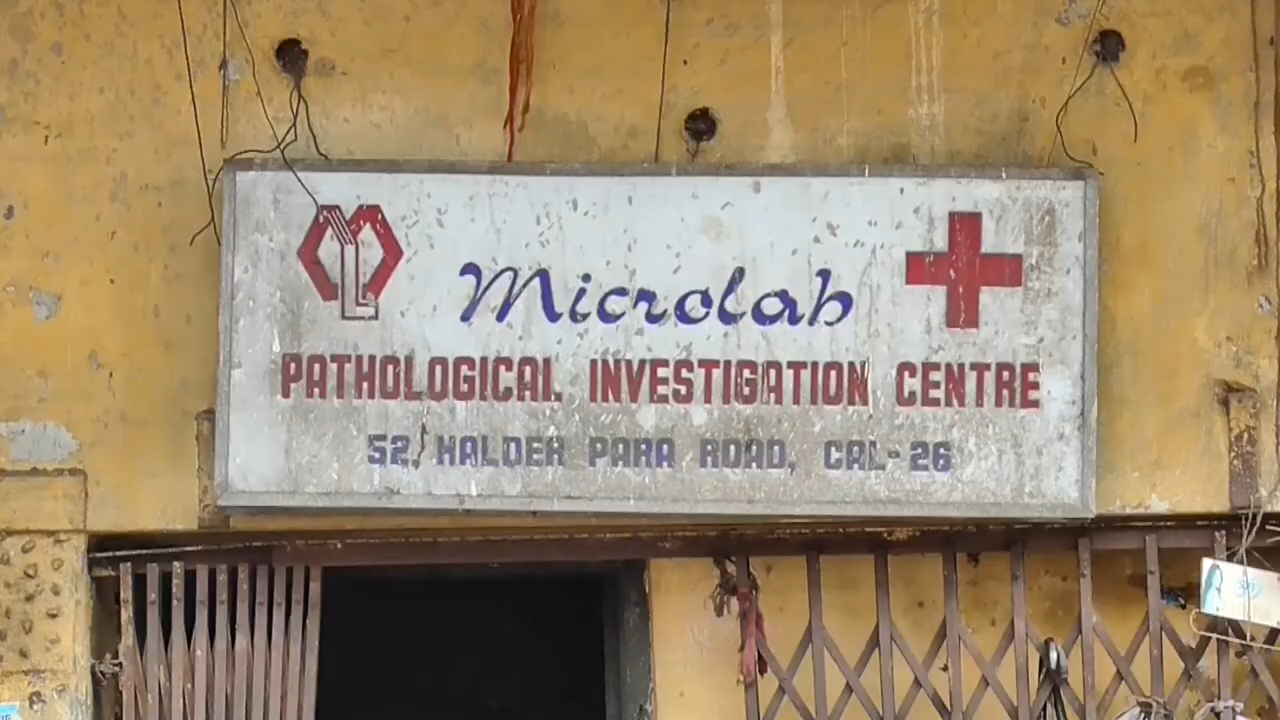 Microlab
PATHOLOGICAL INVESTIGATION CENTRE
52, HALDER PARA ROAD, CAL-26